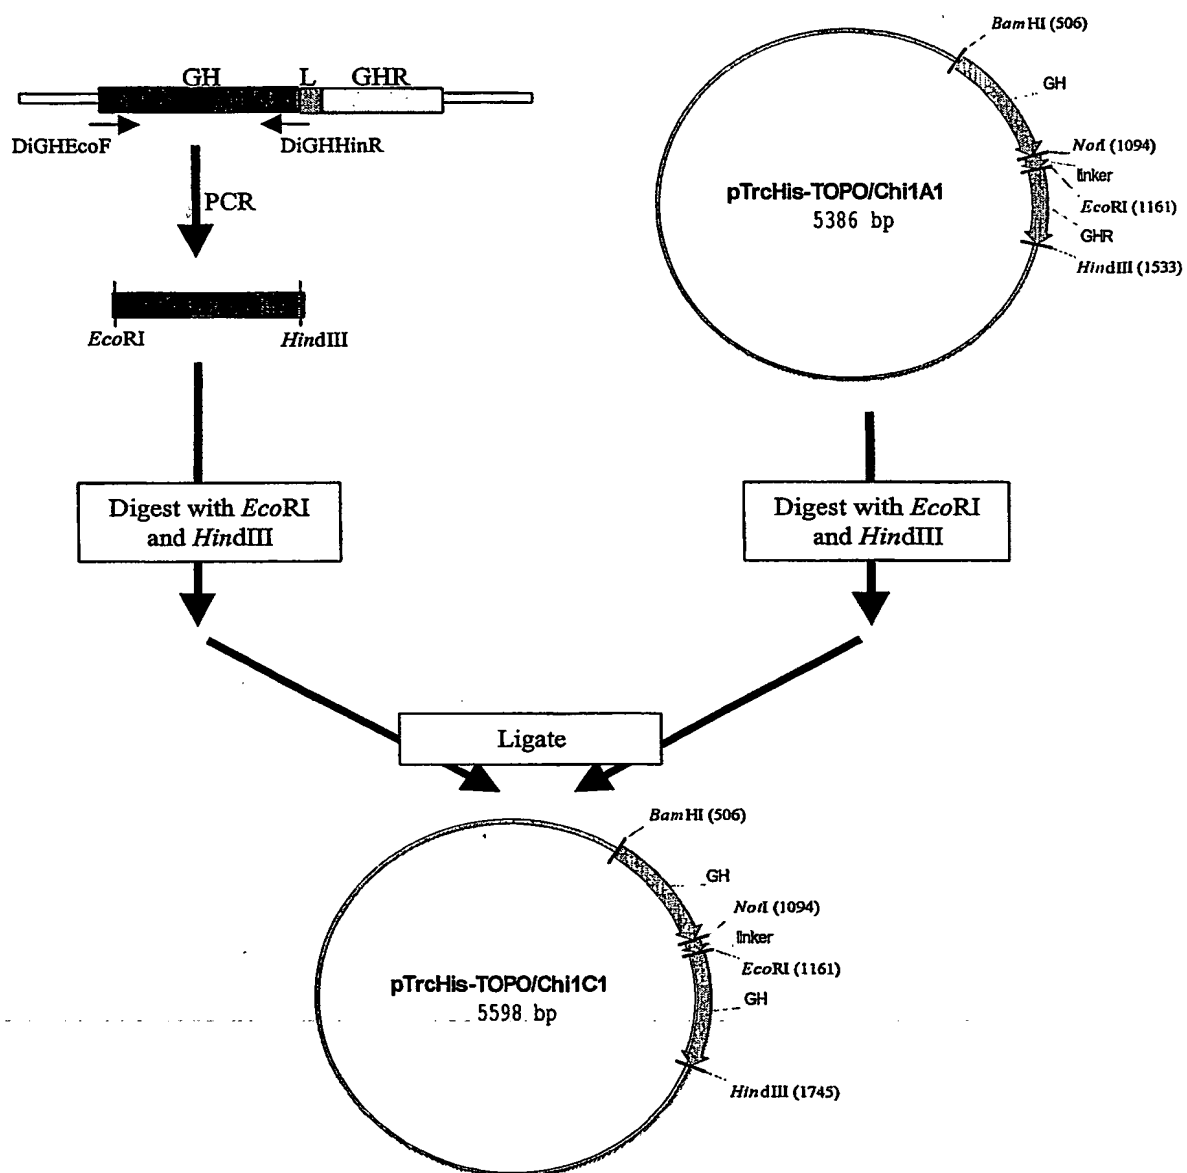 GH L GHR
DiGHEcoF
DiGHHinR
PCR
EcoRI
HindIII
Digest with EcoRI
and HindIII
BamHI (506)
GH
NotI (1094)
linker
EcoRI (1161)
GHR
HindIII (1533)
pTrcHis-TOPO/Chi1A1
5386 bp
Digest with EcoRI
and HindIII
Ligate
BamHI (506)
GH
NotI (1094)
linker
EcoRI (1161)
GH
HindIII (1745)
pTrcHis-TOPO/Chi1C1
5598 bp